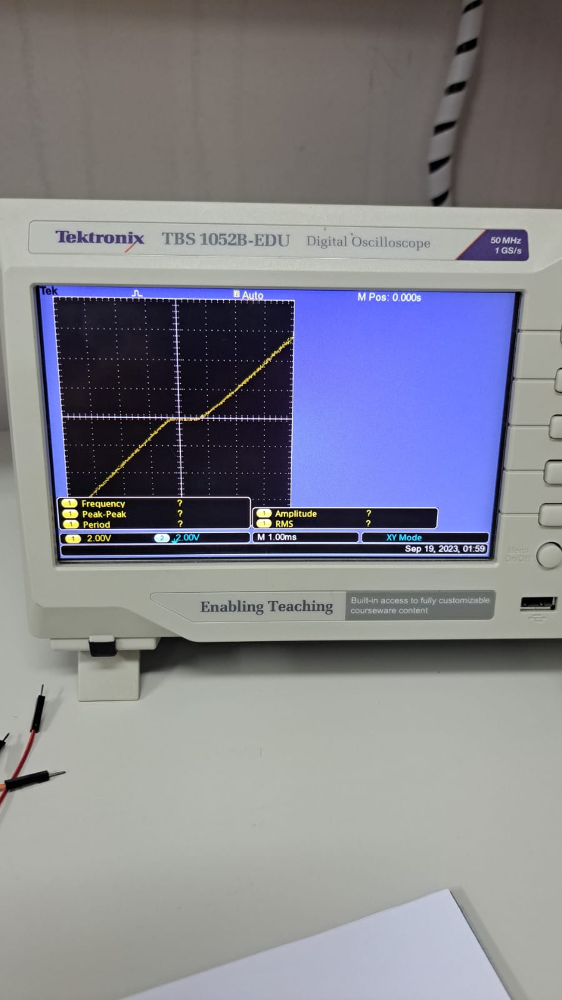 Tektronix TBS 1052B-EDU Digital Oscilloscope 50 MHz
1 GS/s
Tek Auto M Pos: 0.000s
1 Frequency ?
1 Peak-Peak ?
1 Period ?
1 Amplitude ?
1 RMS ?
1 2.00V 2 2.00V M 1.00ms XY Mode
Sep 19, 2023, 01:59
Menu
On/Off
Enabling Teaching
Built-in access to fully customizable
courseware content